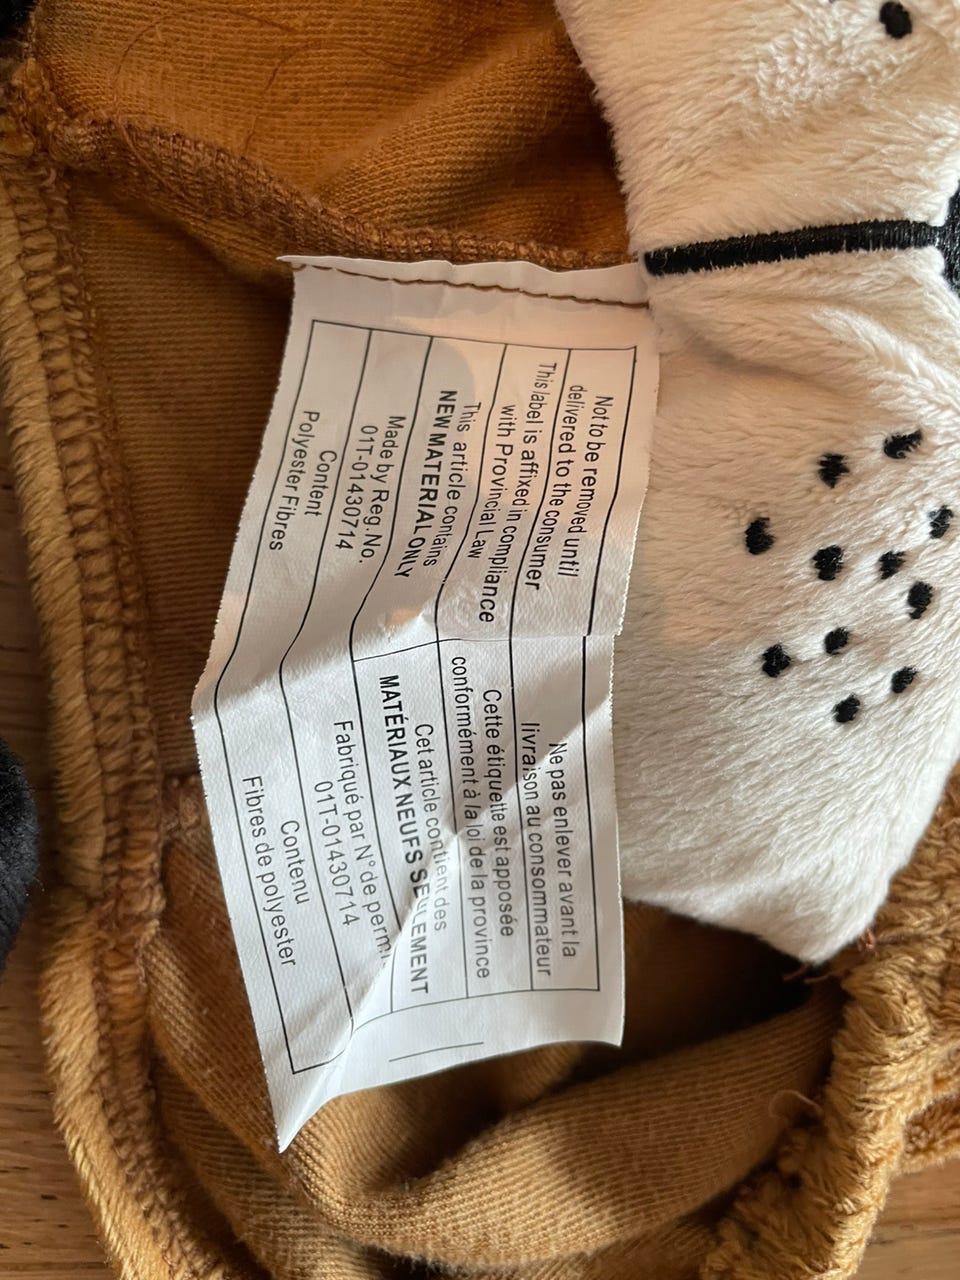 Not to be removed until
delivered to the consumer
This label is affixed in compliance
with Provincial Law
This article contains
NEW MATERIAL ONLY
Made by Reg. No.
01T-01430714
Content
Polyester Fibres
Ne pas enlever avant la
livraison au consommateur
Cette étiquette est apposée
conformément à la loi de la province
Cet article contient des
MATÉRIAUX NEUFS SEULEMENT
Fabriqué par N° de permis
01T-01430714
Contenu
Fibres de polyester